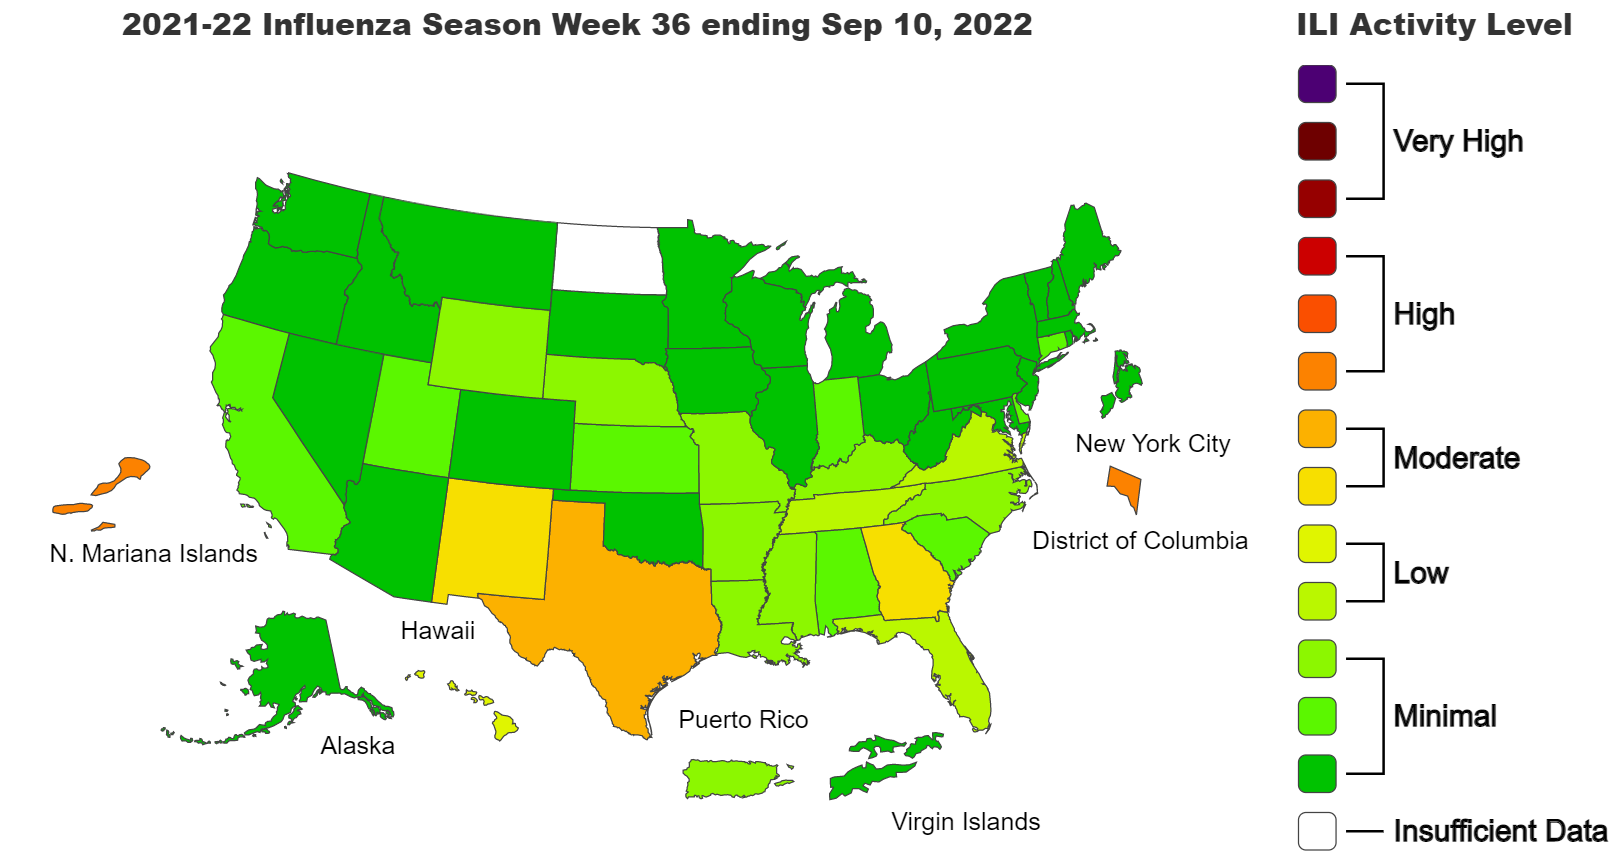 2021-22 Influenza Season Week 36 ending Sep 10, 2022
ILI Activity Level
Very High
High
Moderate
Low
Minimal
Insufficient Data
New York City
District of Columbia
N. Mariana Islands
Hawaii
Alaska
Puerto Rico
Virgin Islands